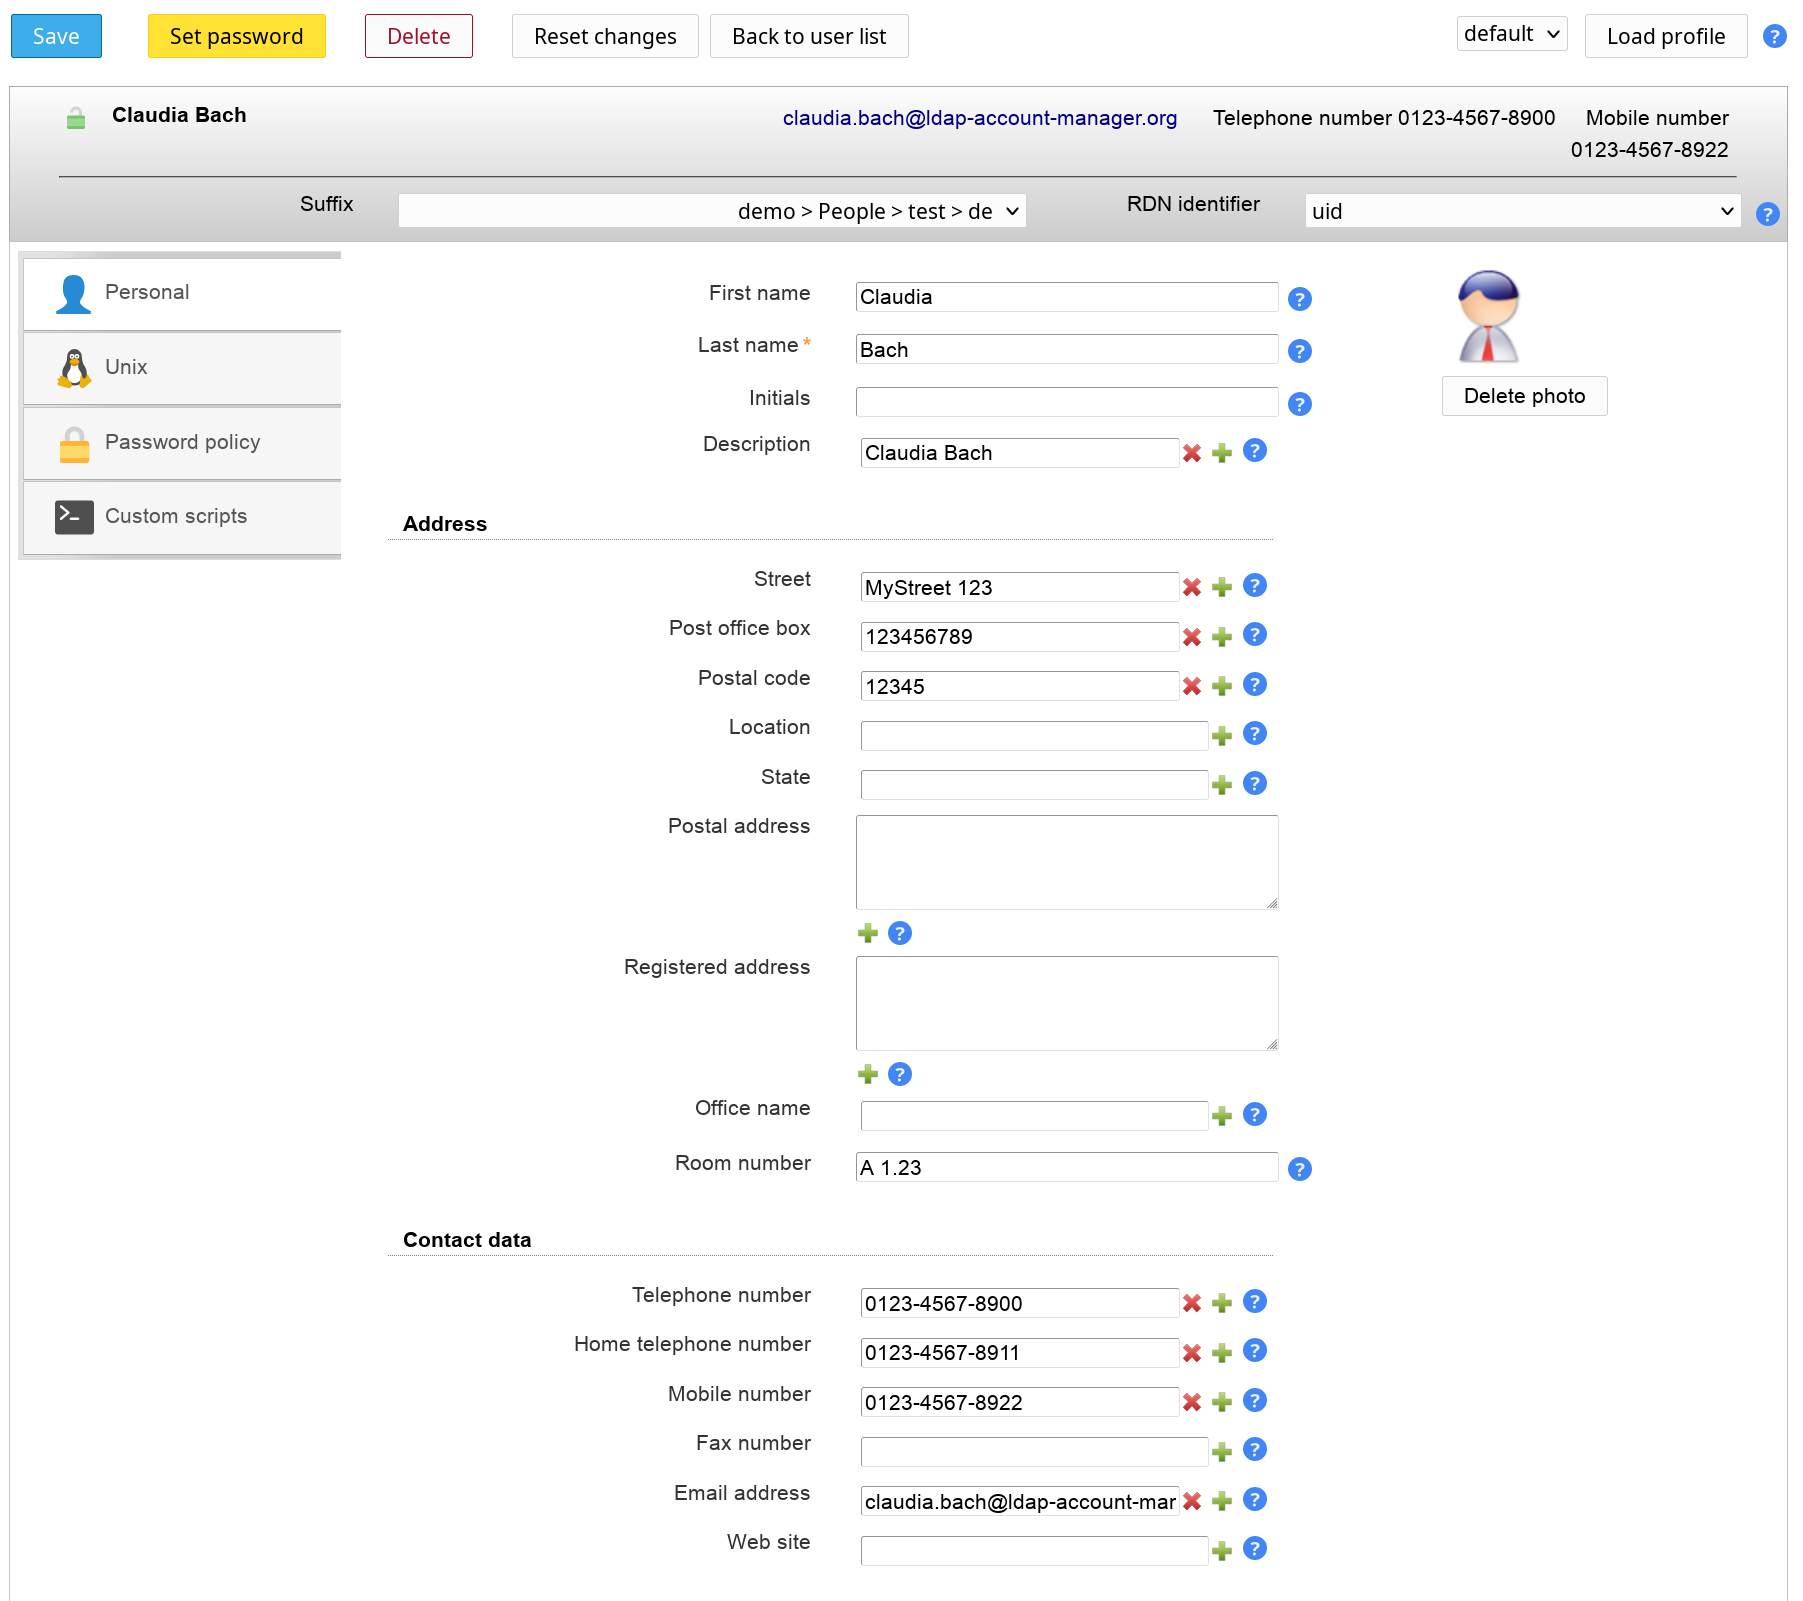 Save Set password Delete Reset changes Back to user list default Load profile ?
Claudia Bach claudia.bach@ldap-account-manager.org Telephone number 0123-4567-8900 Mobile number
0123-4567-8922
Suffix demo > People > test > de RDN identifier uid ?
Personal
Unix
Password policy
Custom scripts
First name Claudia ?
Last name* Bach ?
Initials ?
Delete photo
Description Claudia Bach ?
Address
Street MyStreet 123 ?
Post office box 123456789 ?
Postal code 12345 ?
Location ?
State ?
Postal address
?
Registered address
?
Office name ?
Room number A 1.23 ?
Contact data
Telephone number 0123-4567-8900 ?
Home telephone number 0123-4567-8911 ?
Mobile number 0123-4567-8922 ?
Fax number ?
Email address claudia.bach@ldap-account-mar ?
Web site ?